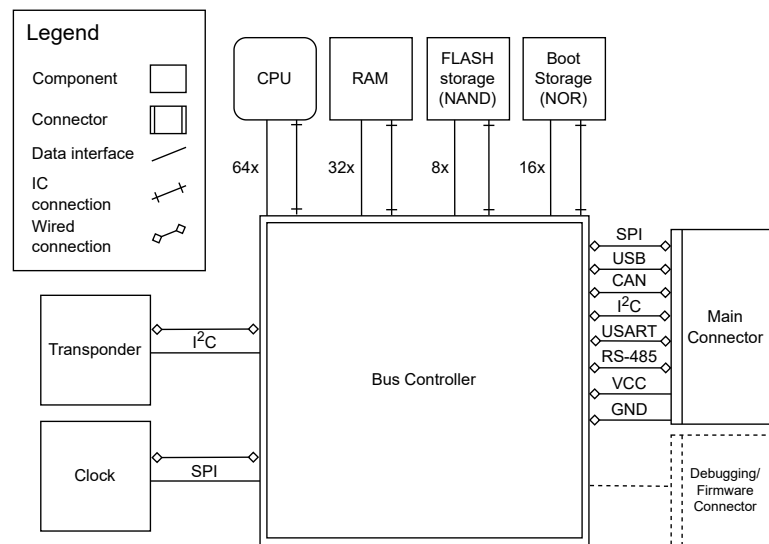 Legend
Component
Connector
Data interface
IC
connection
Wired
connection
CPU
RAM
FLASH
storage
(NAND)
Boot
Storage
(NOR)
64x
32x
8x
16x
SPI
USB
CAN
I²C
USART
RS-485
VCC
GND
Main
Connector
Transponder
I²C
Bus Controller
Clock
SPI
Debugging/
Firmware
Connector